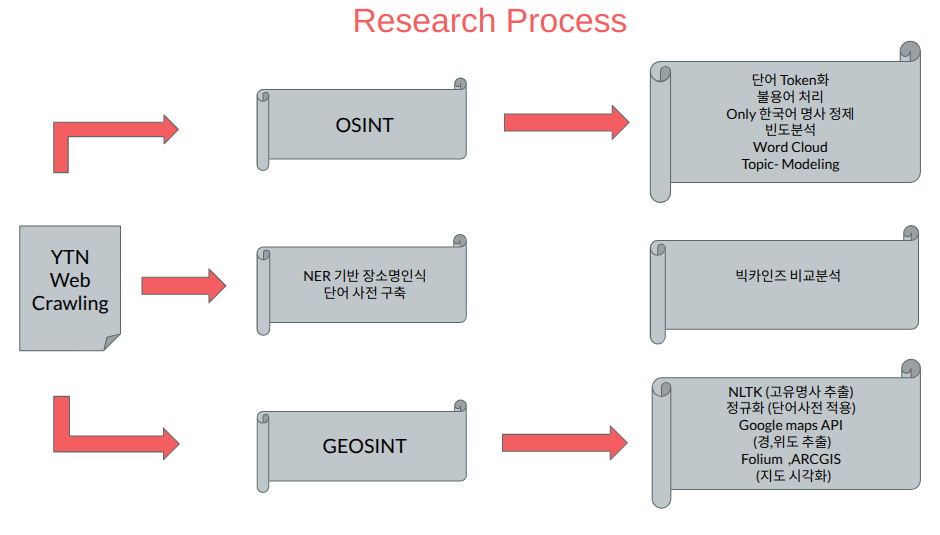 Research Process
YTN
Web
Crawling
OSINT
단어 Token화
불용어 처리
Only 한국어 명사 정제
빈도분석
Word Cloud
Topic- Modeling
NER 기반 장소명인식
단어 사전 구축
빅카인즈 비교분석
GEOSINT
NLTK (고유명사 추출)
정규화 (단어사전 적용)
Google maps API
(경,위도 추출)
Folium ,ARCGIS
(지도 시각화)